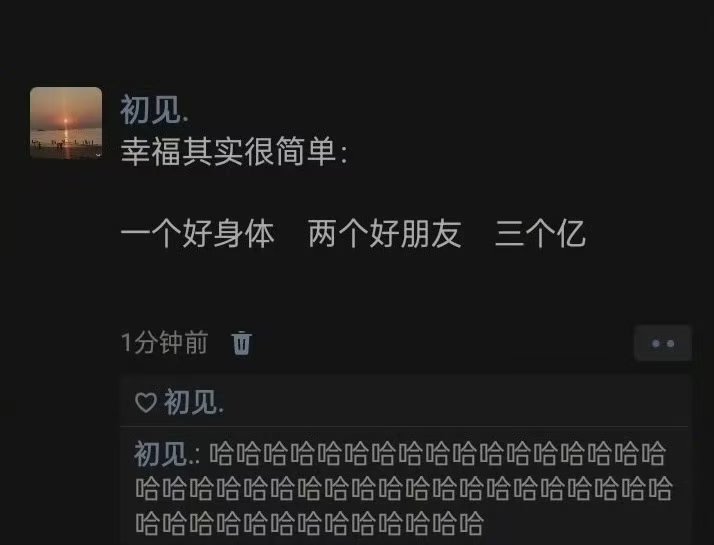 初见.
幸福其实很简单：
一个好身体 两个好朋友 三个亿
1分钟前
初见.
初见.: 哈哈哈哈哈哈哈哈哈哈哈哈哈哈哈哈哈
哈哈哈哈哈哈哈哈哈哈哈哈哈哈哈哈哈哈哈哈
哈哈哈哈哈哈哈哈哈哈哈哈哈